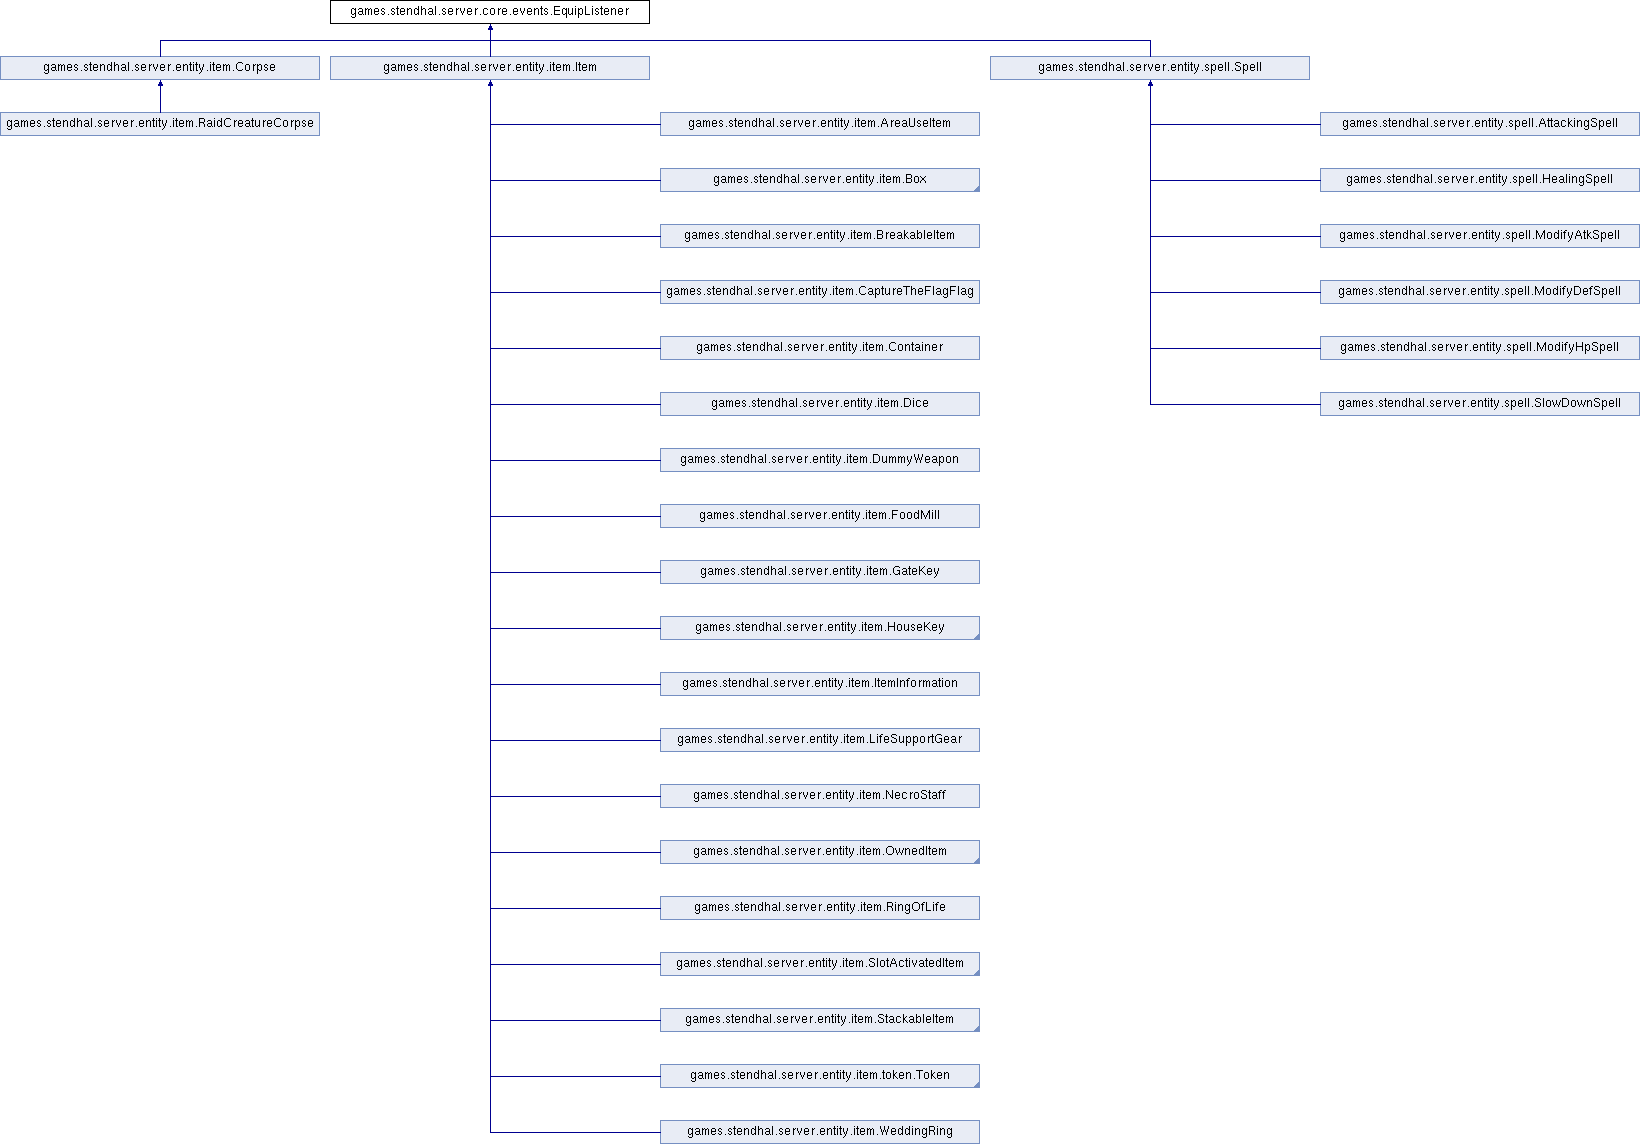 games.stendhal.server.core.events.EquipListener
games.stendhal.server.entity.item.Corpse
games.stendhal.server.entity.item.Item
games.stendhal.server.entity.spell.Spell
games.stendhal.server.entity.item.RaidCreatureCorpse
games.stendhal.server.entity.item.AreaUseItem
games.stendhal.server.entity.spell.AttackingSpell
games.stendhal.server.entity.item.Box
games.stendhal.server.entity.spell.HealingSpell
games.stendhal.server.entity.item.BreakableItem
games.stendhal.server.entity.spell.ModifyAtkSpell
games.stendhal.server.entity.item.CaptureTheFlagFlag
games.stendhal.server.entity.spell.ModifyDefSpell
games.stendhal.server.entity.item.Container
games.stendhal.server.entity.spell.ModifyHpSpell
games.stendhal.server.entity.item.Dice
games.stendhal.server.entity.spell.SlowDownSpell
games.stendhal.server.entity.item.DummyWeapon
games.stendhal.server.entity.item.FoodMill
games.stendhal.server.entity.item.GateKey
games.stendhal.server.entity.item.HouseKey
games.stendhal.server.entity.item.ItemInformation
games.stendhal.server.entity.item.LifeSupportGear
games.stendhal.server.entity.item.NecroStaff
games.stendhal.server.entity.item.OwnedItem
games.stendhal.server.entity.item.RingOfLife
games.stendhal.server.entity.item.SlotActivatedItem
games.stendhal.server.entity.item.StackableItem
games.stendhal.server.entity.item.token.Token
games.stendhal.server.entity.item.WeddingRing